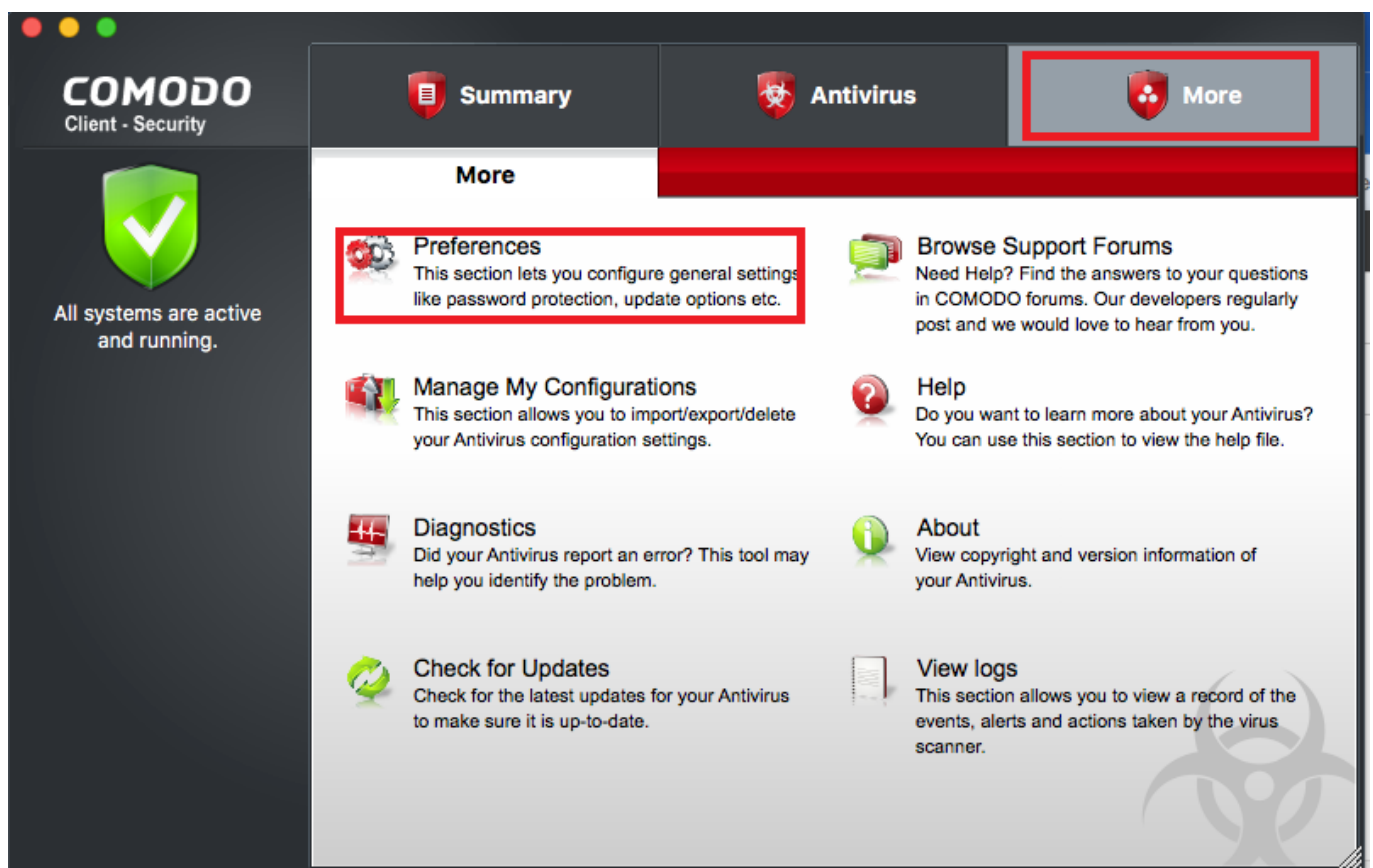 COMODO
Client - Security
Summary
Antivirus
More
More
All systems are active
and running.
Preferences
This section lets you configure general settings
like password protection, update options etc.
Browse Support Forums
Need Help? Find the answers to your questions
in COMODO forums. Our developers regularly
post and we would love to hear from you.
Manage My Configurations
This section allows you to import/export/delete
your Antivirus configuration settings.
Help
Do you want to learn more about your Antivirus?
You can use this section to view the help file.
Diagnostics
Did your Antivirus report an error? This tool may
help you identify the problem.
About
View copyright and version information of
your Antivirus.
Check for Updates
Check for the latest updates for your Antivirus
to make sure it is up-to-date.
View logs
This section allows you to view a record of the
events, alerts and actions taken by the virus
scanner.